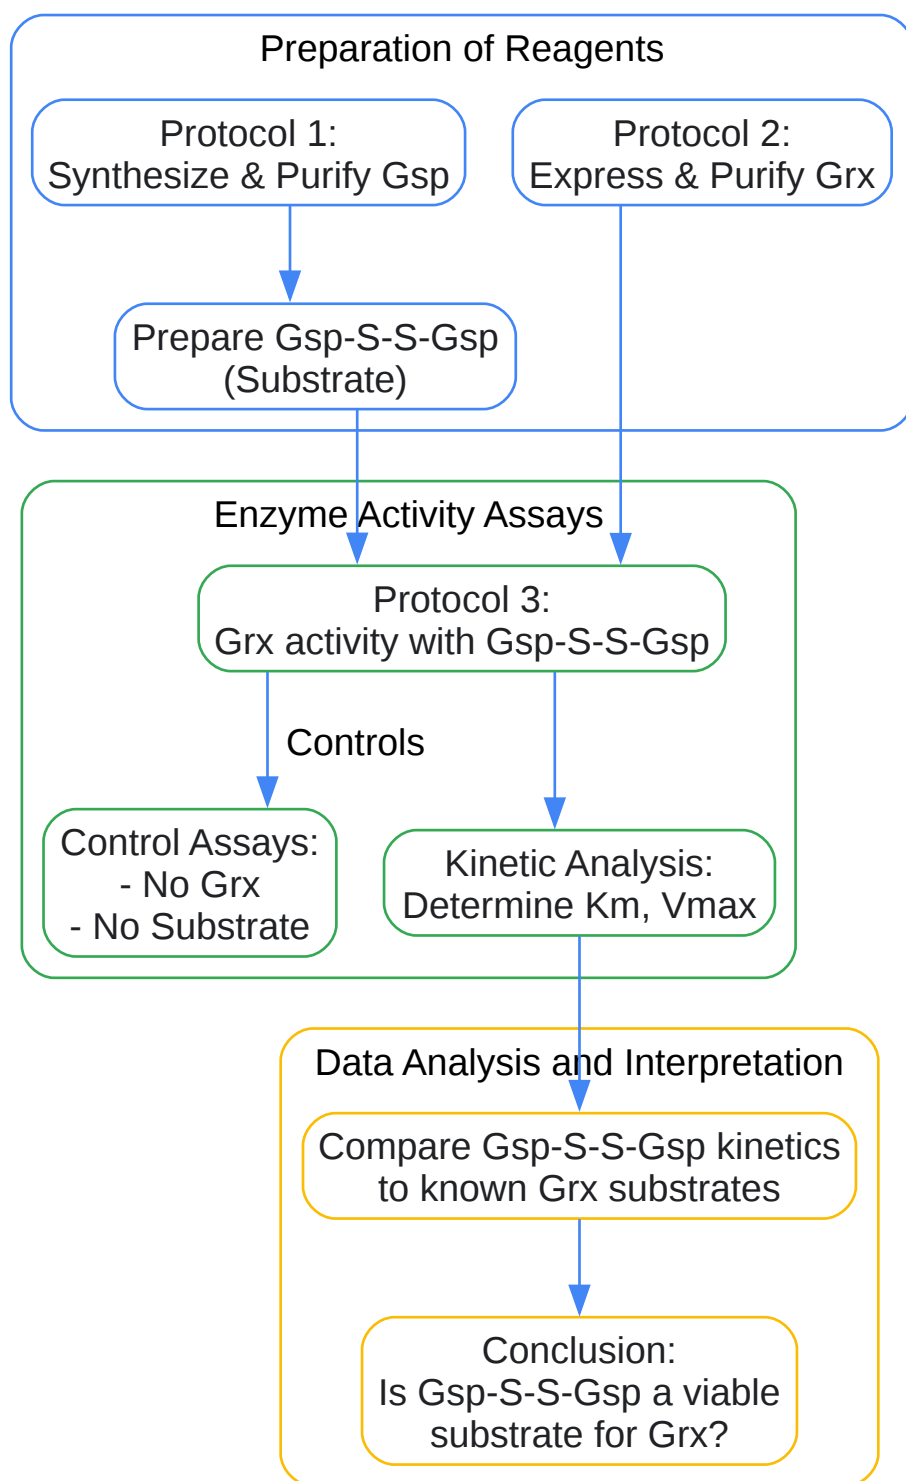 Preparation of Reagents
Protocol 1:
Synthesize & Purify Gsp
Protocol 2:
Express & Purify Grx
Prepare Gsp-S-S-Gsp
(Substrate)
Enzyme Activity Assays
Protocol 3:
Grx activity with Gsp-S-S-Gsp
Controls
Control Assays:
- No Grx
- No Substrate
Kinetic Analysis:
Determine Km, Vmax
Data Analysis and Interpretation
Compare Gsp-S-S-Gsp kinetics
to known Grx substrates
Conclusion:
Is Gsp-S-S-Gsp a viable
substrate for Grx?